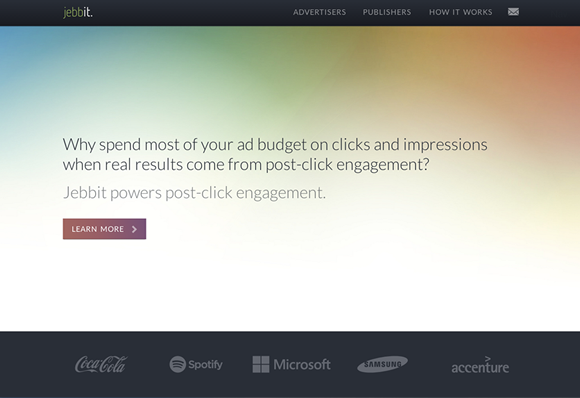 jebbit.
ADVERTISERS PUBLISHERS HOW IT WORKS
Why spend most of your ad budget on clicks and impressions
when real results come from post-click engagement?
Jebbit powers post-click engagement.
LEARN MORE
Coca-Cola Spotify Microsoft SAMSUNG accenture